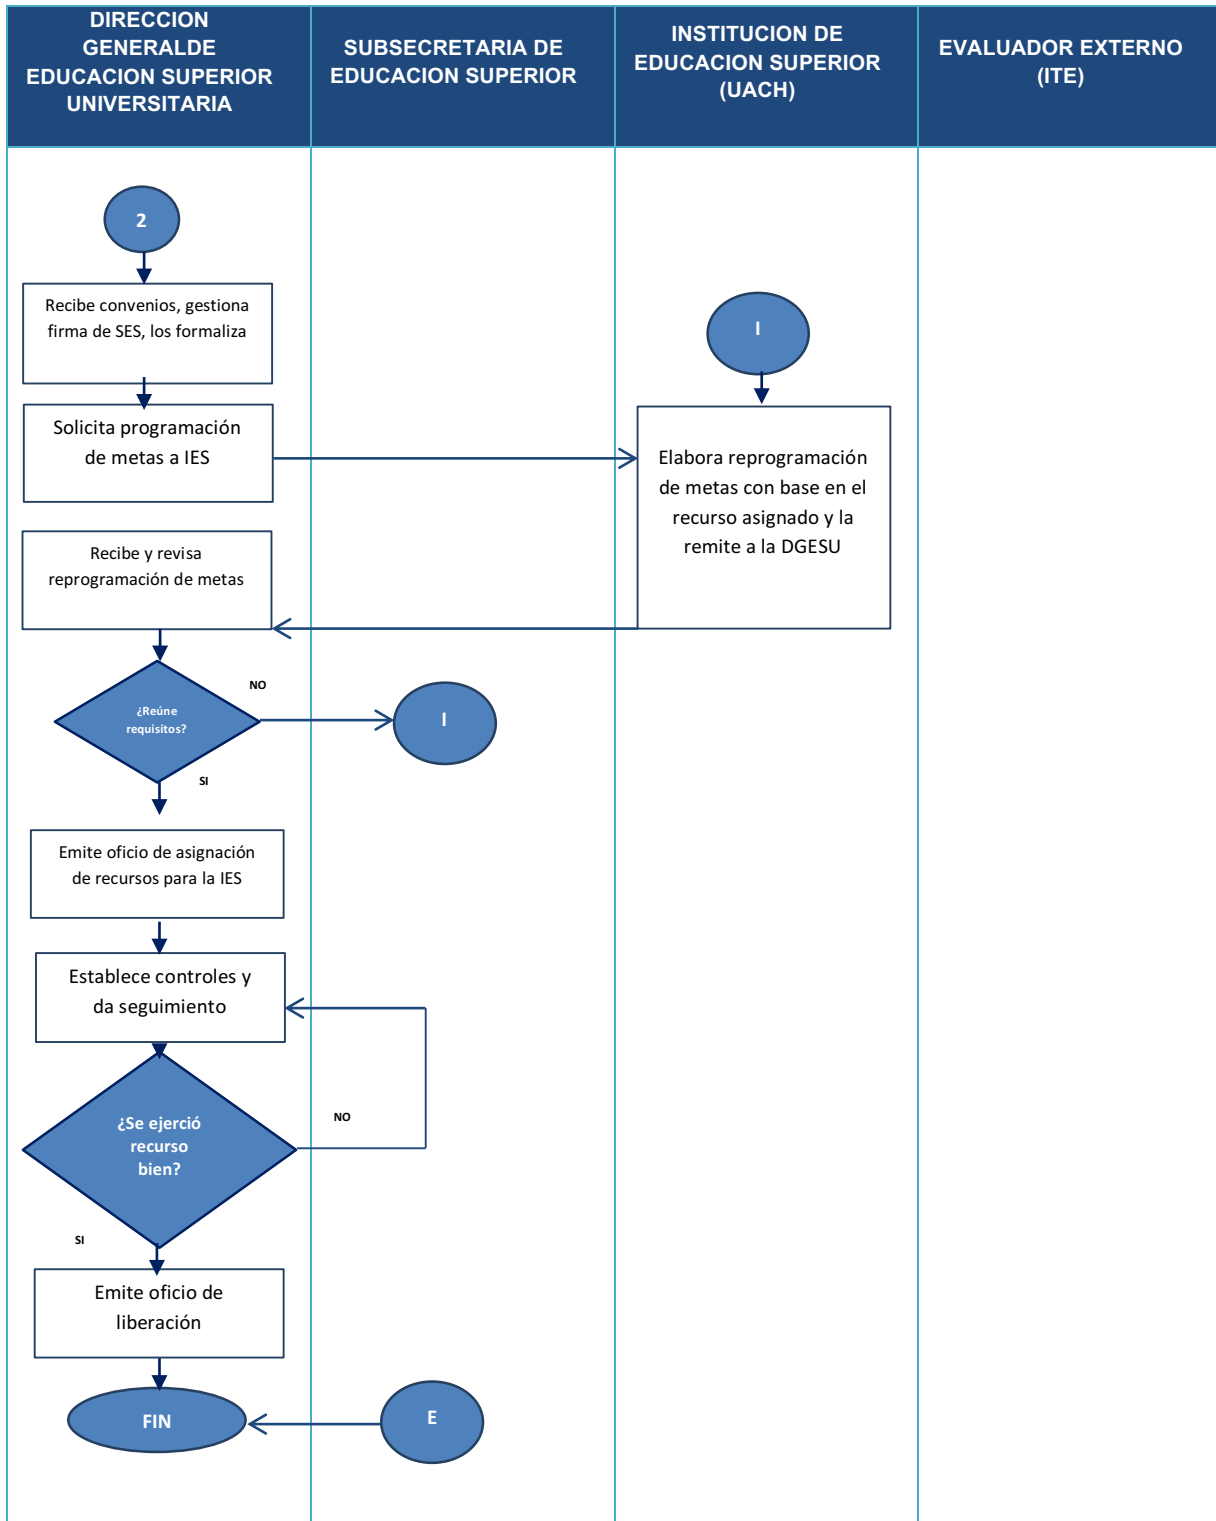 DIRECCION
GENERALDE
EDUCACION SUPERIOR
UNIVERSITARIA
SUBSECRETARIA DE
EDUCACION SUPERIOR
INSTITUCION DE
EDUCACION SUPERIOR
(UACH)
EVALUADOR EXTERNO
(ITE)
2
Recibe convenios, gestiona
firma de SES, los formaliza
I
Solicita programación
de metas a IES
Elabora reprogramación
de metas con base en el
recurso asignado y la
remite a la DGESU
Recibe y revisa
reprogramación de metas
¿Reúne
requisitos?
NO
I
SI
Emite oficio de asignación
de recursos para la IES
Establece controles y
da seguimiento
¿Se ejerció
recurso
bien?
NO
SI
Emite oficio de
liberación
FIN
E